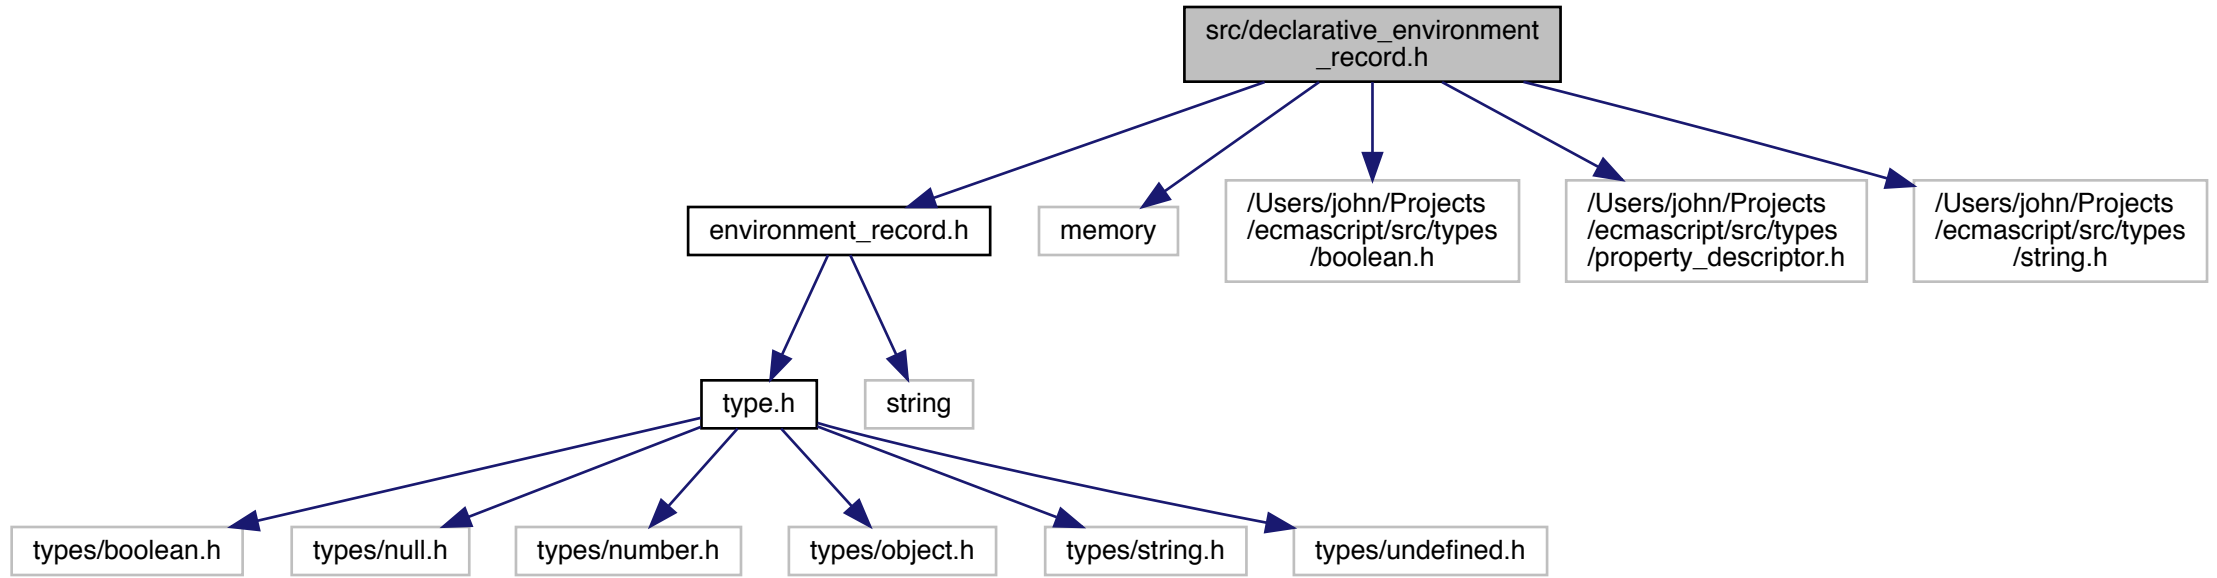 src/declarative_environment
_record.h
environment_record.h
memory
/Users/john/Projects
/ecmascript/src/types
/boolean.h
/Users/john/Projects
/ecmascript/src/types
/property_descriptor.h
/Users/john/Projects
/ecmascript/src/types
/string.h
type.h
string
types/boolean.h
types/null.h
types/number.h
types/object.h
types/string.h
types/undefined.h